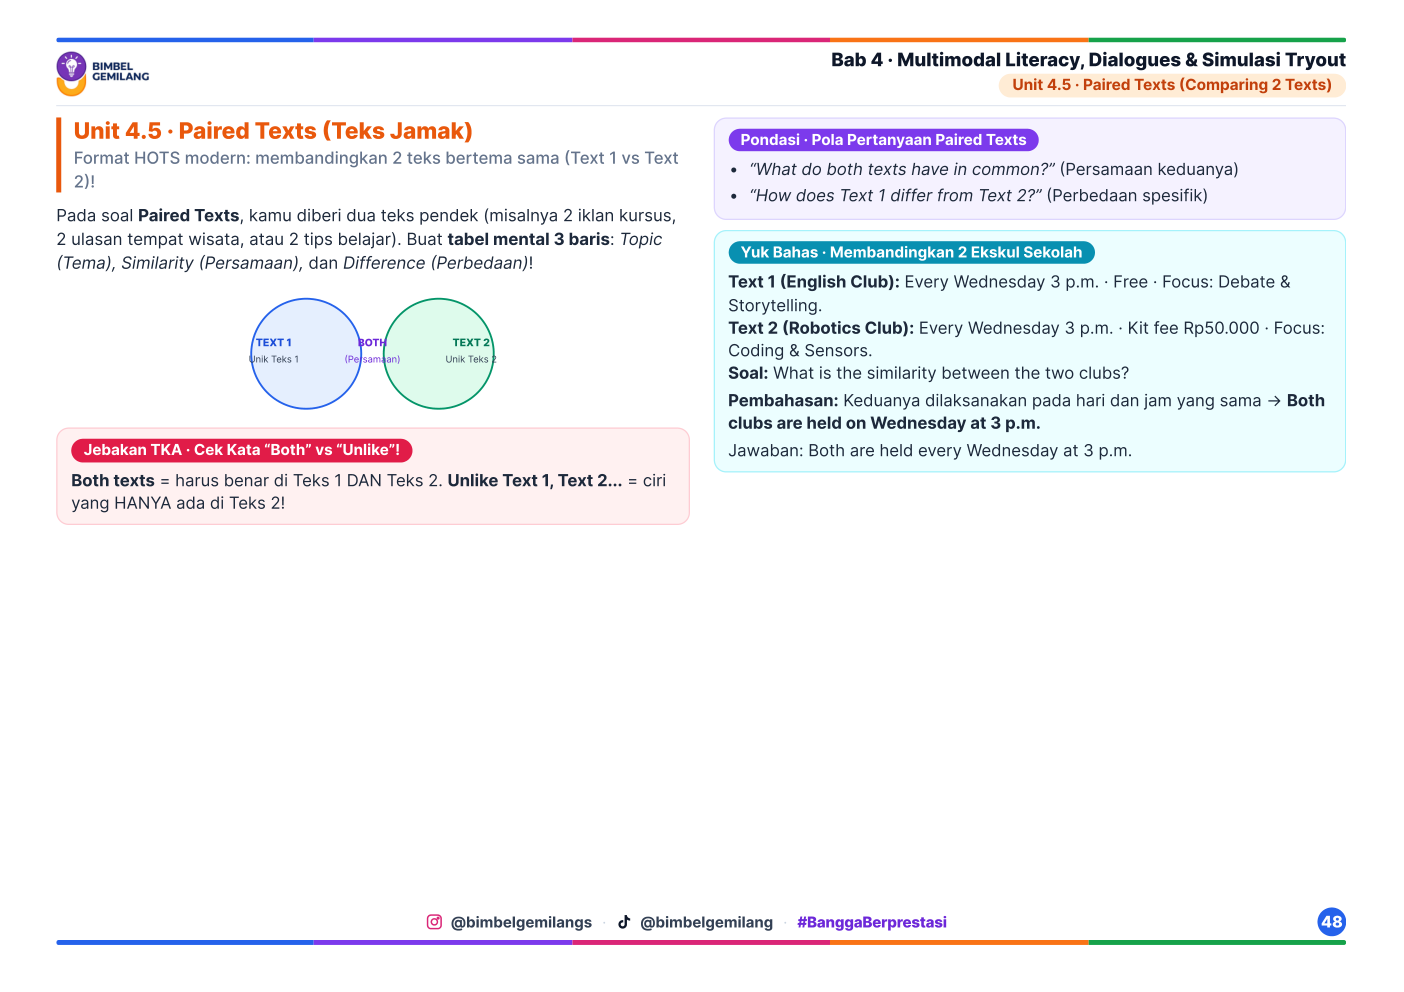 BIMBEL
GEMILANG
Bab 4 · Multimodal Literacy, Dialogues & Simulasi Tryout
Unit 4.5 · Paired Texts (Comparing 2 Texts)
Unit 4.5 · Paired Texts (Teks Jamak)
Format HOTS modern: membandingkan 2 teks bertema sama (Text 1 vs Text
2)!
Pada soal Paired Texts, kamu diberi dua teks pendek (misalnya 2 iklan kursus,
2 ulasan tempat wisata, atau 2 tips belajar). Buat tabel mental 3 baris: Topic
(Tema), Similarity (Persamaan), dan Difference (Perbedaan)!
TEXT 1
Unik Teks 1
BOTH
(Persamaan)
TEXT 2
Unik Teks 2
Jebakan TKA · Cek Kata “Both” vs “Unlike”!
Both texts = harus benar di Teks 1 DAN Teks 2. Unlike Text 1, Text 2... = ciri
yang HANYA ada di Teks 2!
Pondasi · Pola Pertanyaan Paired Texts
• “What do both texts have in common?” (Persamaan keduanya)
• “How does Text 1 differ from Text 2?” (Perbedaan spesifik)
Yuk Bahas · Membandingkan 2 Ekskul Sekolah
Text 1 (English Club): Every Wednesday 3 p.m. · Free · Focus: Debate &
Storytelling.
Text 2 (Robotics Club): Every Wednesday 3 p.m. · Kit fee Rp50.000 · Focus:
Coding & Sensors.
Soal: What is the similarity between the two clubs?
Pembahasan: Keduanya dilaksanakan pada hari dan jam yang sama → Both
clubs are held on Wednesday at 3 p.m.
Jawaban: Both are held every Wednesday at 3 p.m.
@bimbelgemilangs · @bimbelgemilang · #BanggaBerprestasi
48